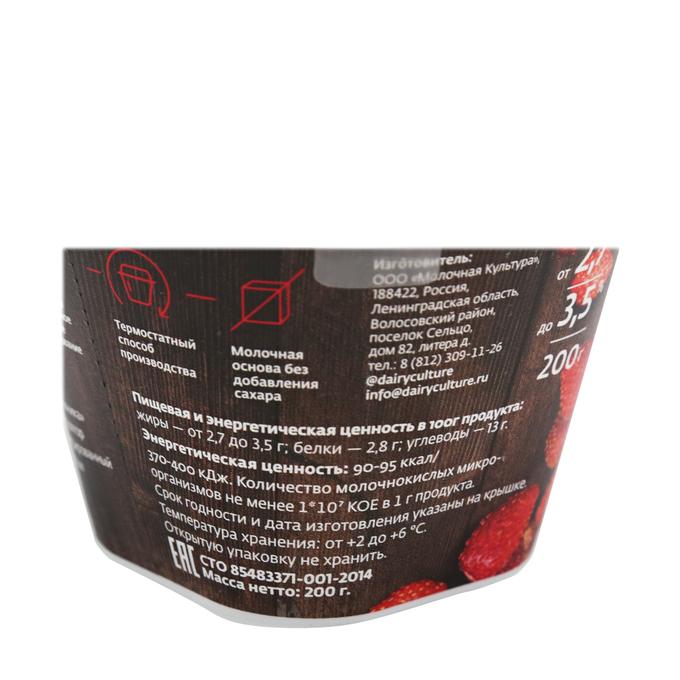 Изготовитель:
ООО «Молочная Культура»,
188422, Россия,
Ленинградская область,
Волосовский район,
поселок Сельцо,
дом 82, литера д.
тел.: 8 (812) 309-11-26
@dairyculture
info@dairyculture.ru
от 2,7
до 3,5%
200г
Термостатный
способ
производства
Молочная
основа без
добавления
сахара
Пищевая и энергетическая ценность в 100г продукта:
жиры — от 2,7 до 3,5 г; белки — 2,8 г; углеводы — 13 г.
Энергетическая ценность: 90-95 ккал/
370-400 кДж. Количество молочнокислых микро-
организмов не менее 1*10⁷ КОЕ в 1 г продукта.
Срок годности и дата изготовления указаны на крышке.
Температура хранения: от +2 до +6 °С.
Открытую упаковку не хранить.
EAC СТО 85483371-001-2014
Масса нетто: 200 г.